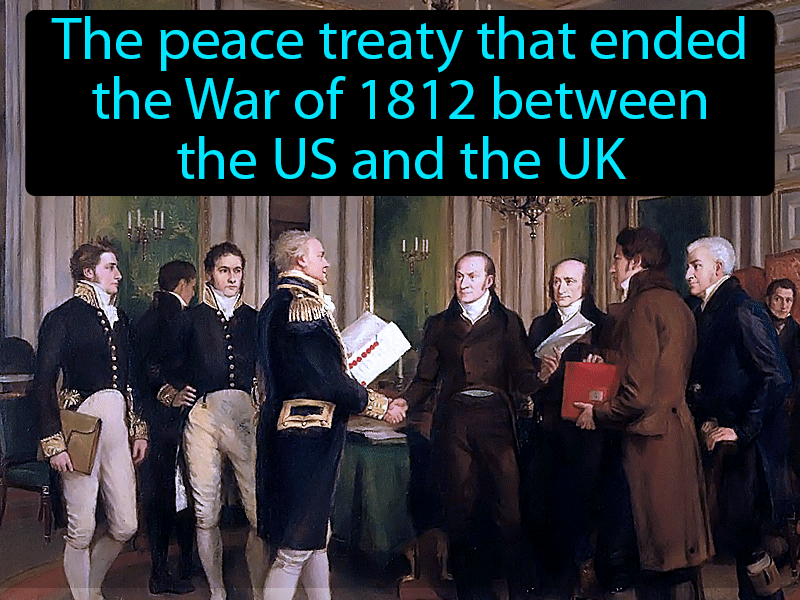 The peace treaty that ended
the War of 1812 between
the US and the UK